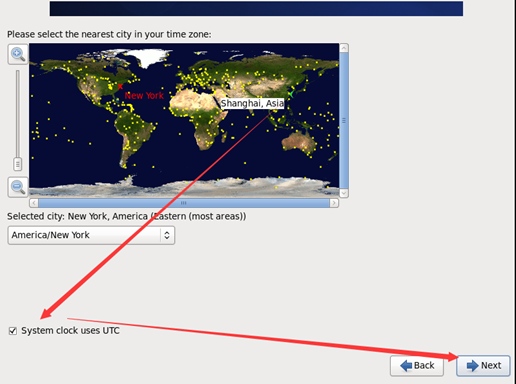 Please select the nearest city in your time zone:
New York
Shanghai, Asia
Selected city: New York, America (Eastern (most areas))
America/New York
System clock uses UTC
Back
Next